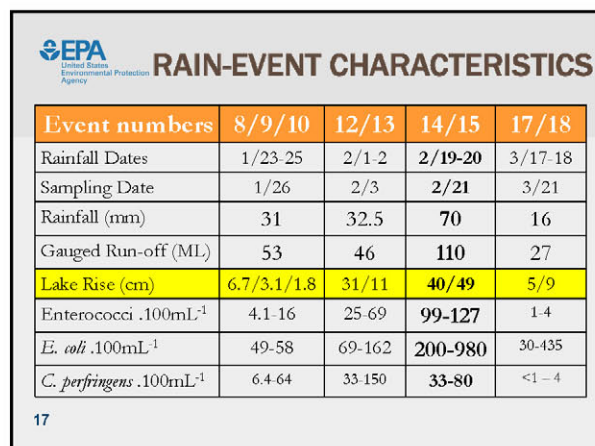 EPA
United States
Environmental Protection
Agency
RAIN-EVENT CHARACTERISTICS
Event numbers 8/9/10 12/13 14/15 17/18
Rainfall Dates 1/23-25 2/1-2 2/19-20 3/17-18
Sampling Date 1/26 2/3 2/21 3/21
Rainfall (mm) 31 32.5 70 16
Gauged Run-off (ML) 53 46 110 27
Lake Rise (cm) 6.7/3.1/1.8 31/11 40/49 5/9
Enterococci .100mL⁻¹ 4.1-16 25-69 99-127 1-4
E. coli .100mL⁻¹ 49-58 69-162 200-980 30-435
C. perfringens .100mL⁻¹ 6.4-64 33-150 33-80 <1 – 4
17